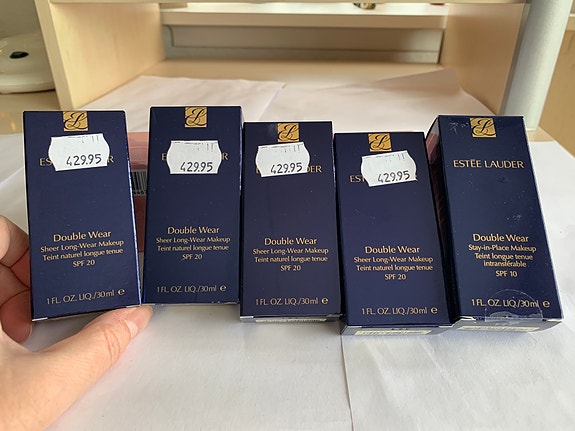 429.95
Double Wear
Sheer Long-Wear Makeup
Teint naturel longue tenue
SPF 20
1 FL. OZ. LIQ./30ml e
429.95
Double Wear
Sheer Long-Wear Makeup
Teint naturel longue tenue
SPF 20
1 FL. OZ. LIQ./30ml e
429.95
Double Wear
Sheer Long-Wear Makeup
Teint naturel longue tenue
SPF 20
1 FL. OZ. LIQ./30ml e
429.95
Double Wear
Sheer Long-Wear Makeup
Teint naturel longue tenue
SPF 20
1 FL. OZ. LIQ./30ml e
ESTĒE LAUDER
Double Wear
Stay-in-Place Makeup
Teint longue tenue
intransférable
SPF 10
1 FL. OZ. LIQ./30ml e